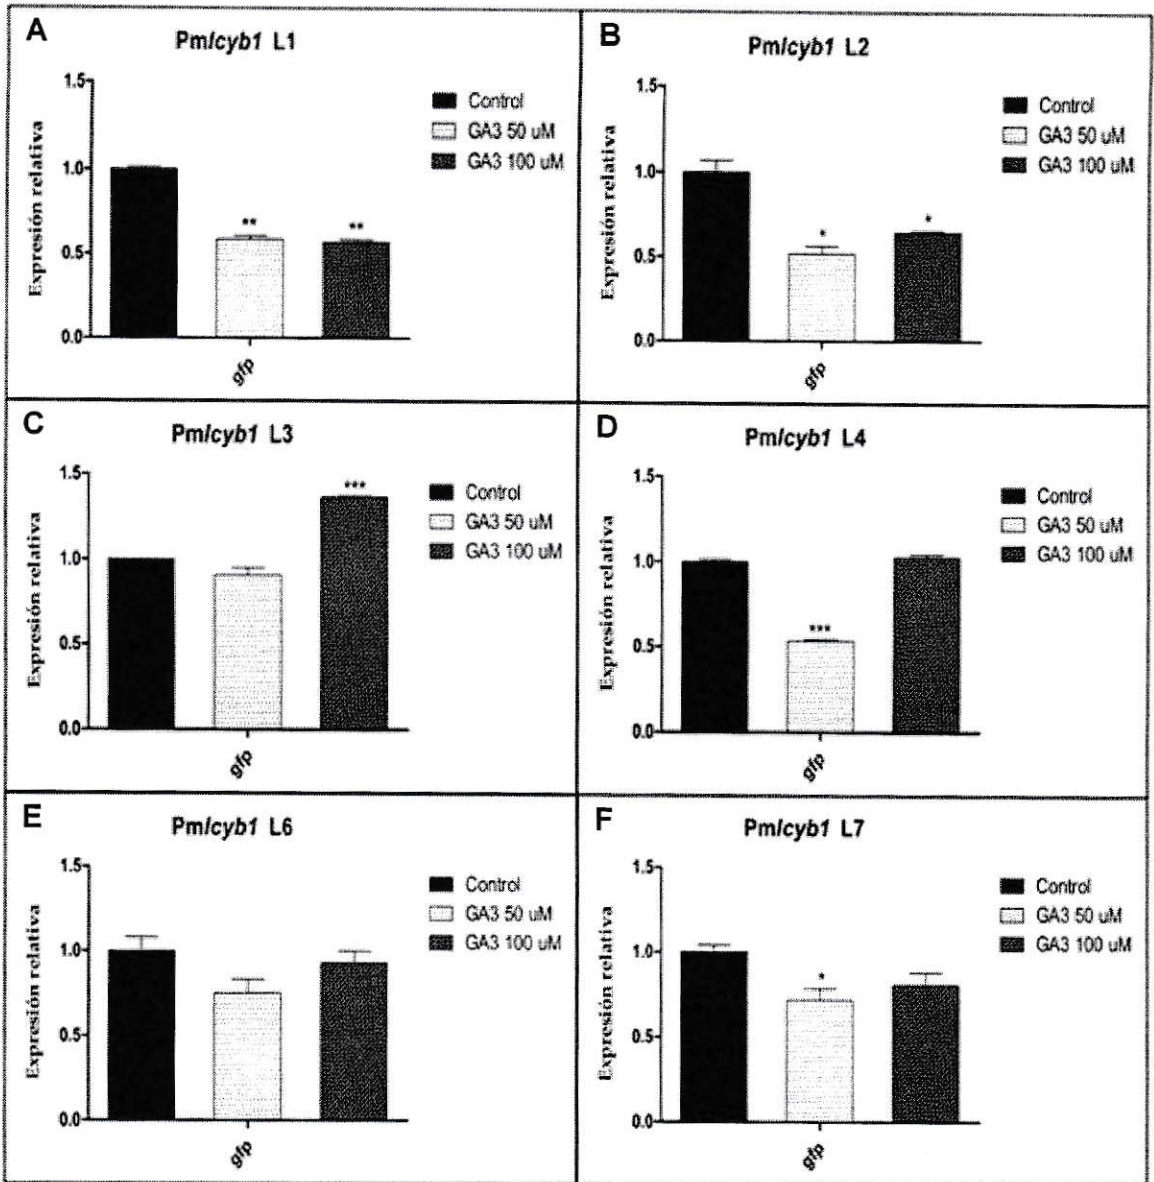 A
Pmlcyb1 L1
Expresión relativa
1.5
1.0
0.5
0.0
** **
gfp
Control
GA3 50 uM
GA3 100 uM
B
Pmlcyb1 L2
Expresión relativa
1.5
1.0
0.5
0.0
* *
gfp
Control
GA3 50 uM
GA3 100 uM
C
Pmlcyb1 L3
Expresión relativa
1.5
1.0
0.5
0.0
***
gfp
Control
GA3 50 uM
GA3 100 uM
D
Pmlcyb1 L4
Expresión relativa
1.5
1.0
0.5
0.0
***
gfp
Control
GA3 50 uM
GA3 100 uM
E
Pmlcyb1 L6
Expresión relativa
1.5
1.0
0.5
0.0
gfp
Control
GA3 50 uM
GA3 100 uM
F
Pmlcyb1 L7
Expresión relativa
1.5
1.0
0.5
0.0
*
gfp
Control
GA3 50 uM
GA3 100 uM